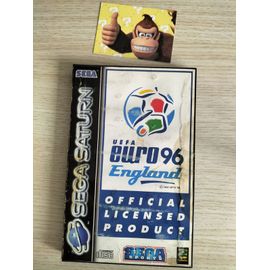 SEGA
SEGA SATURN
UEFA
euro96
England
OFFICIAL
LICENSED
PRODUCT
SEGA